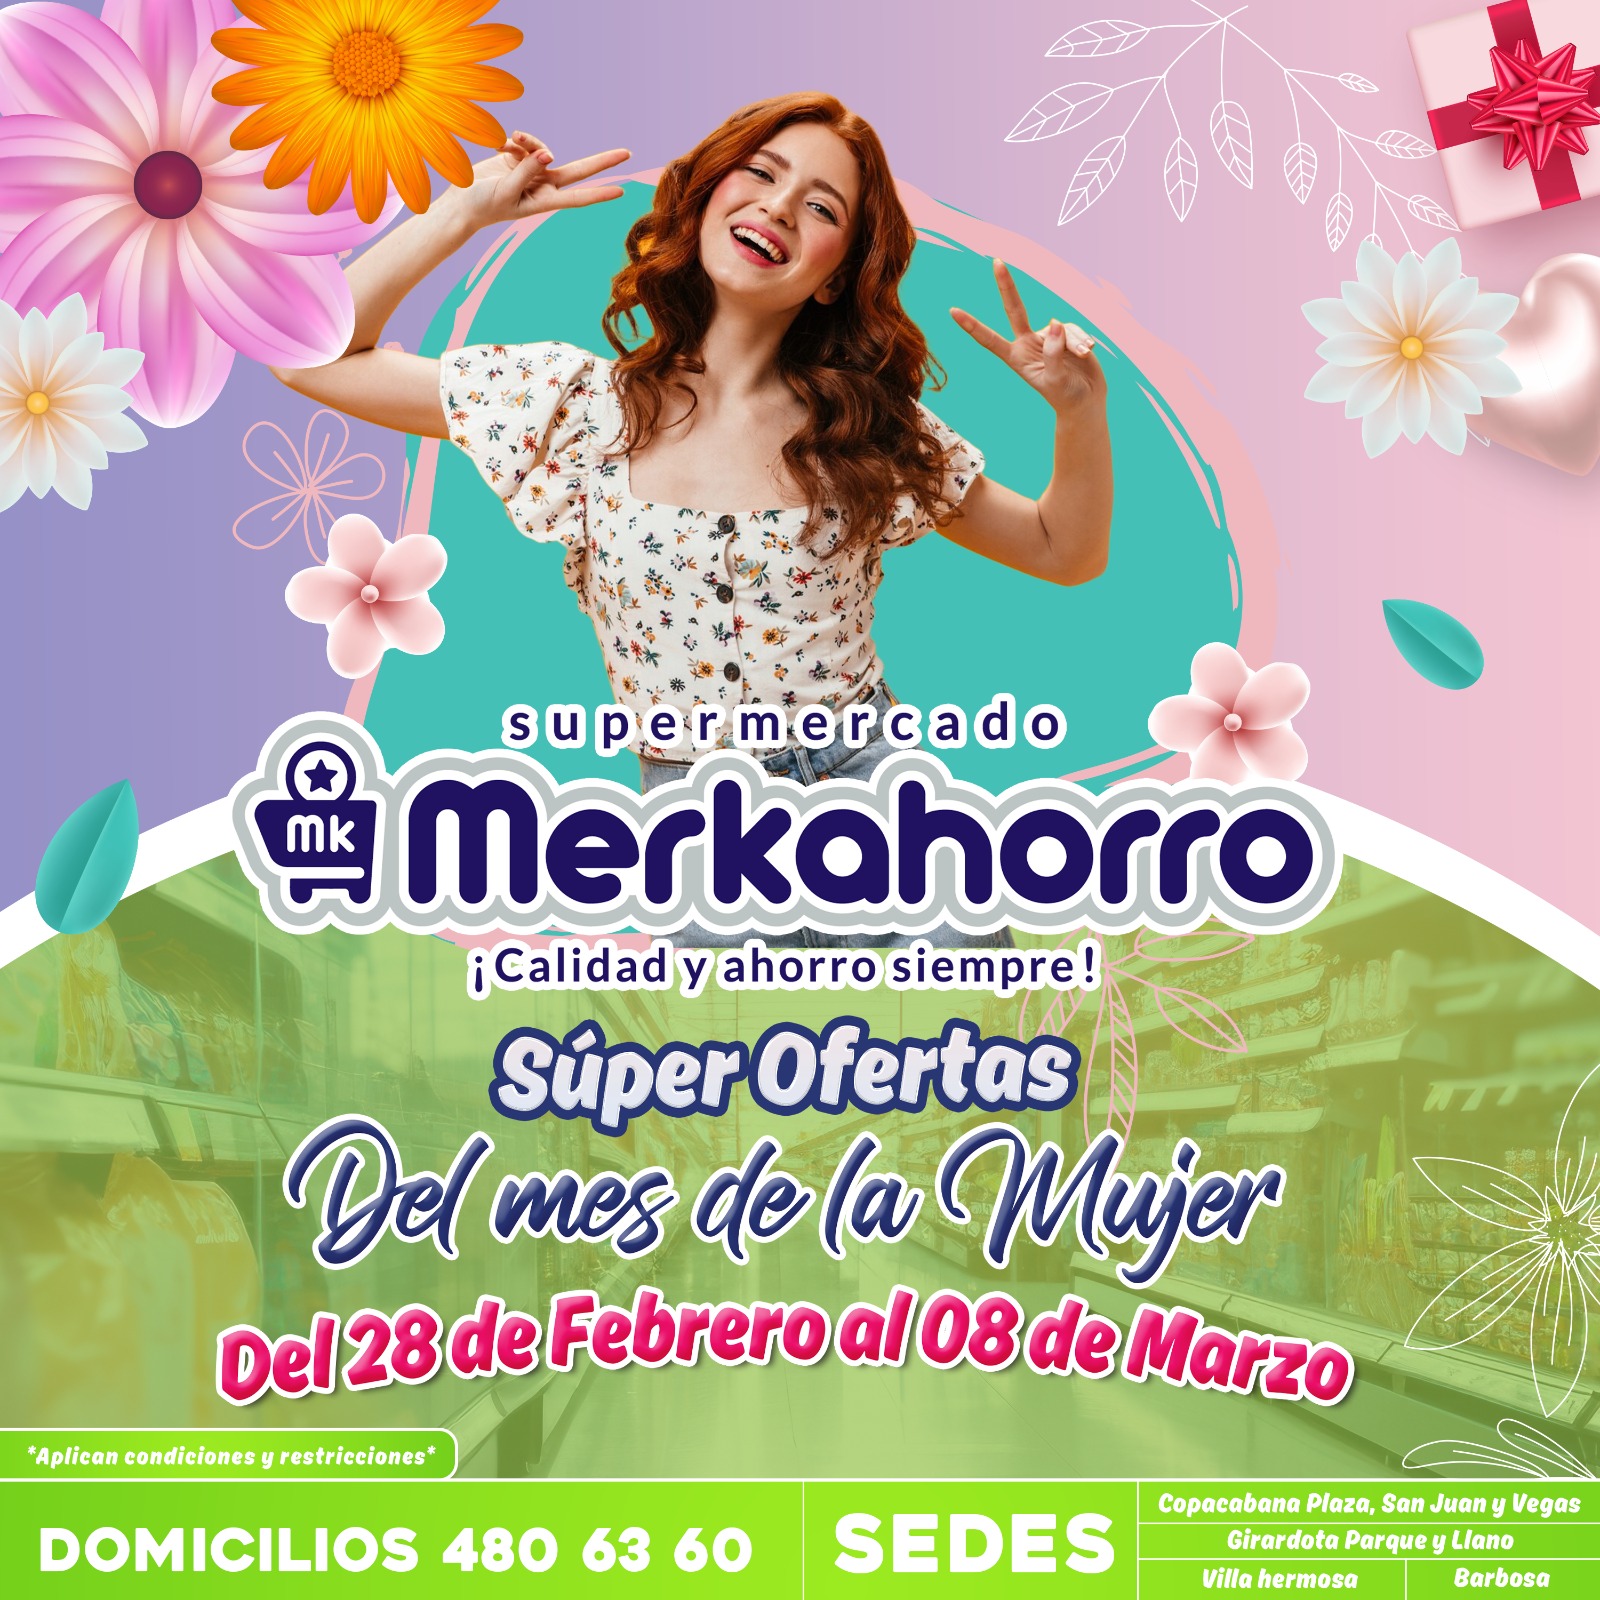 supermercado
mk Merkahorro
¡Calidad y ahorro siempre!
Súper Ofertas
Del mes de la Mujer
Del 28 de Febrero al 08 de Marzo
*Aplican condiciones y restricciones*
DOMICILIOS 480 63 60
SEDES
Copacabana Plaza, San Juan y Vegas
Girardota Parque y Llano
Villa hermosa
Barbosa